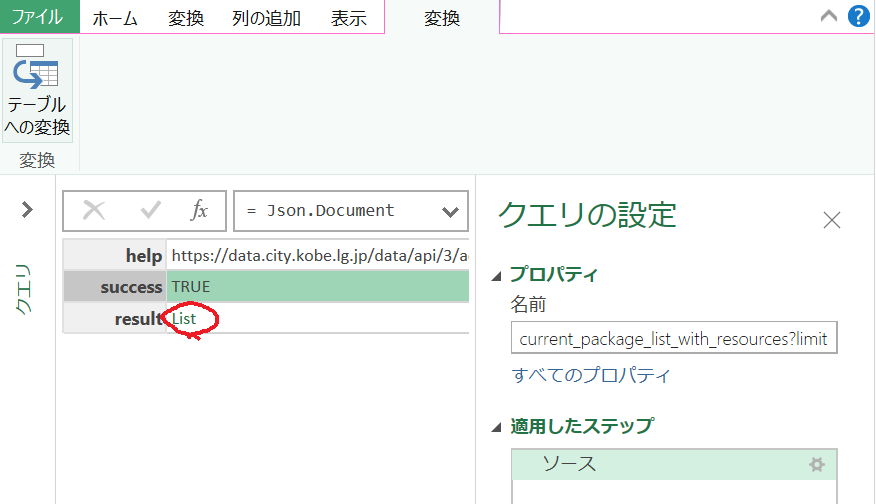 ファイル ホーム 変換 列の追加 表示 変換
テーブル
への変換
変換
クエリ
fx = Json.Document
help https://data.city.kobe.lg.jp/data/api/3/a
success TRUE
result List
クエリの設定
プロパティ
名前
current_package_list_with_resources?limit
すべてのプロパティ
適用したステップ
ソース